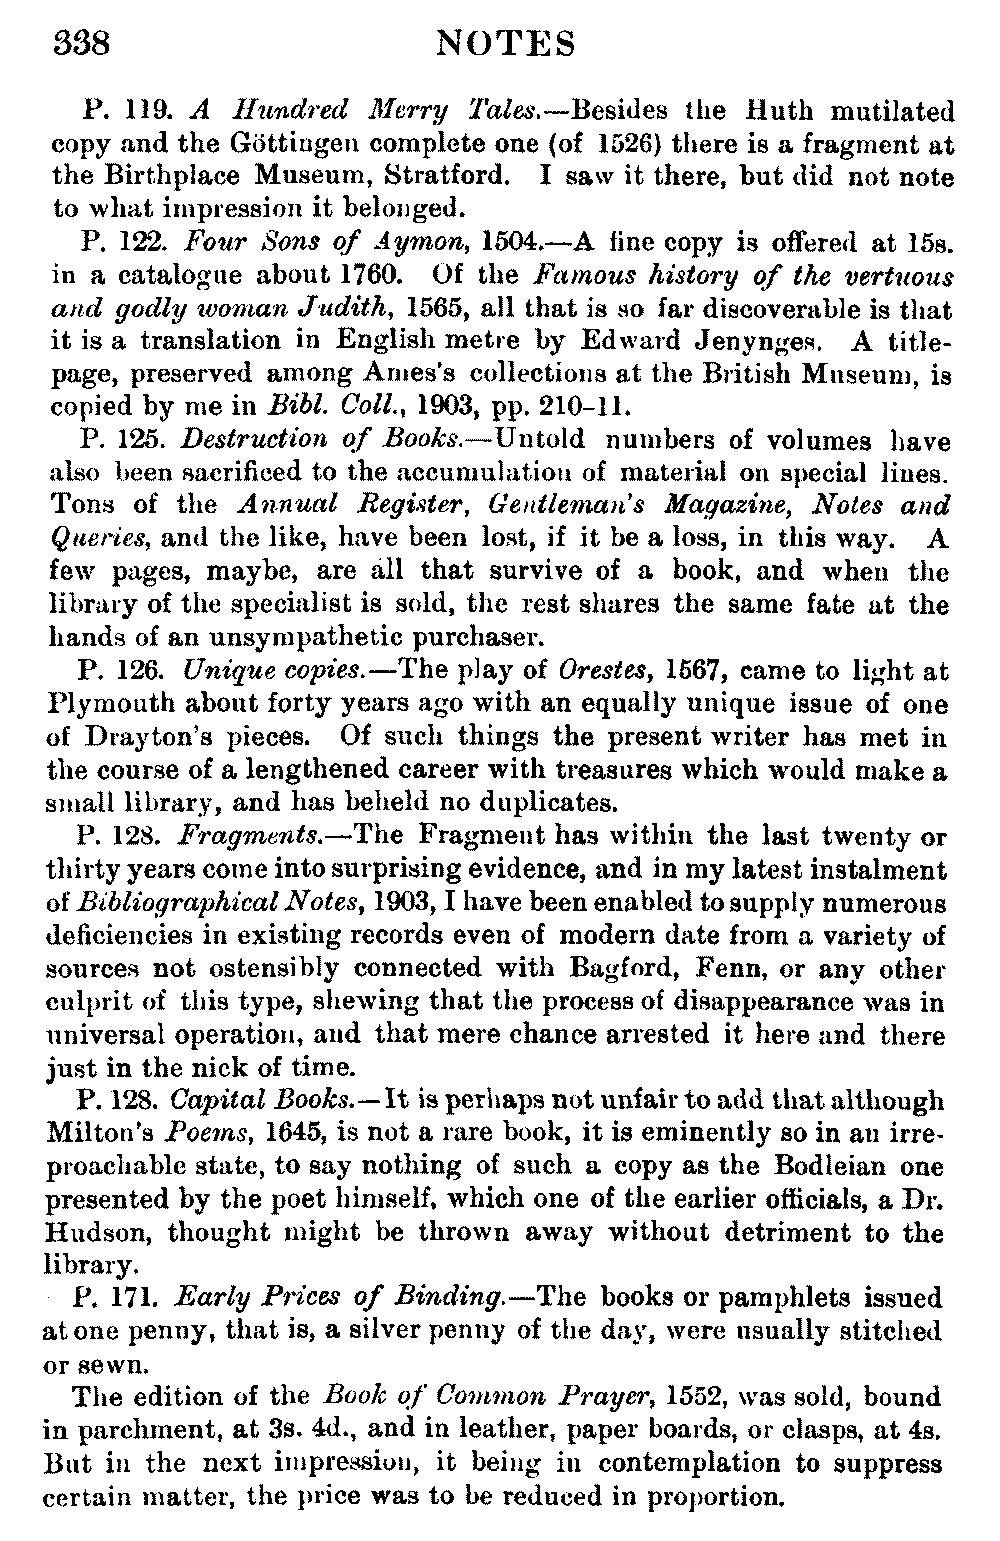 338 NOTES
P. 119. A Hundred Merry Tales.—Besides the Huth mutilated
copy and the Göttingen complete one (of 1526) there is a fragment at
the Birthplace Museum, Stratford. I saw it there, but did not note
to what impression it belonged.
P. 122. Four Sons of Aymon, 1504.—A fine copy is offered at 15s.
in a catalogue about 1760. Of the Famous history of the vertuous
and godly woman Judith, 1565, all that is so far discoverable is that
it is a translation in English metre by Edward Jenynges. A title-
page, preserved among Ames's collections at the British Museum, is
copied by me in Bibl. Coll., 1903, pp. 210-11.
P. 125. Destruction of Books.—Untold numbers of volumes have
also been sacrificed to the accumulation of material on special lines.
Tons of the Annual Register, Gentleman's Magazine, Notes and
Queries, and the like, have been lost, if it be a loss, in this way. A
few pages, maybe, are all that survive of a book, and when the
library of the specialist is sold, the rest shares the same fate at the
hands of an unsympathetic purchaser.
P. 126. Unique copies.—The play of Orestes, 1567, came to light at
Plymouth about forty years ago with an equally unique issue of one
of Drayton's pieces. Of such things the present writer has met in
the course of a lengthened career with treasures which would make a
small library, and has beheld no duplicates.
P. 128. Fragments.—The Fragment has within the last twenty or
thirty years come into surprising evidence, and in my latest instalment
of Bibliographical Notes, 1903, I have been enabled to supply numerous
deficiencies in existing records even of modern date from a variety of
sources not ostensibly connected with Bagford, Fenn, or any other
culprit of this type, shewing that the process of disappearance was in
universal operation, and that mere chance arrested it here and there
just in the nick of time.
P. 128. Capital Books.—It is perhaps not unfair to add that although
Milton's Poems, 1645, is not a rare book, it is eminently so in an irre-
proachable state, to say nothing of such a copy as the Bodleian one
presented by the poet himself, which one of the earlier officials, a Dr.
Hudson, thought might be thrown away without detriment to the
library.
P. 171. Early Prices of Binding.—The books or pamphlets issued
at one penny, that is, a silver penny of the day, were usually stitched
or sewn.
The edition of the Book of Common Prayer, 1552, was sold, bound
in parchment, at 3s. 4d., and in leather, paper boards, or clasps, at 4s.
But in the next impression, it being in contemplation to suppress
certain matter, the price was to be reduced in proportion.